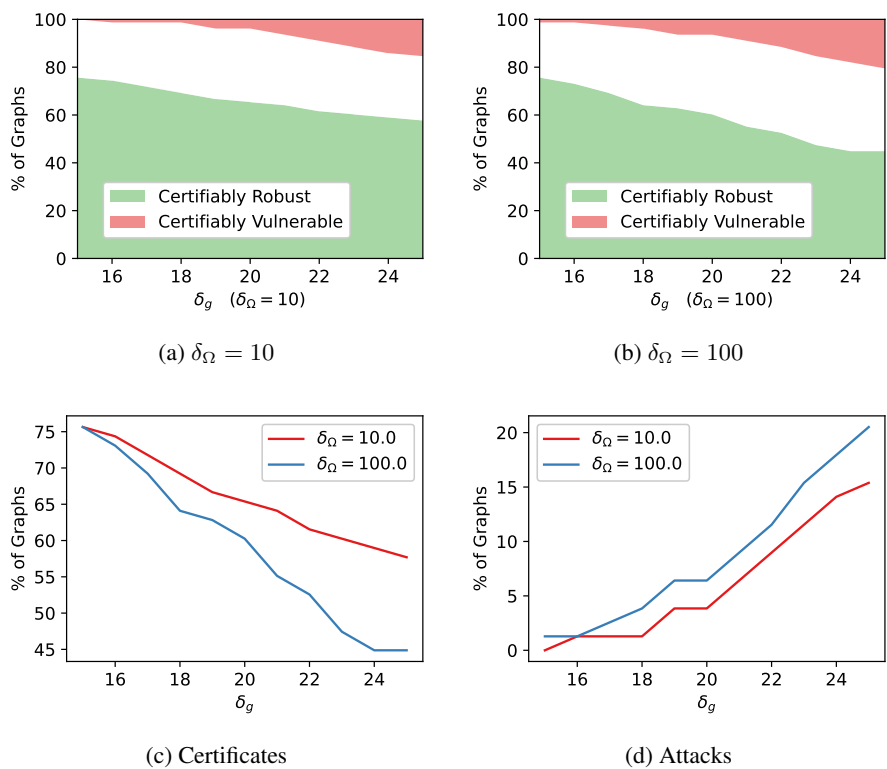 100
80
60
40
20
0
% of Graphs
Certifiably Robust
Certifiably Vulnerable
16 18 20 22 24
δg (δΩ = 10)
(a) δΩ = 10
100
80
60
40
20
0
% of Graphs
Certifiably Robust
Certifiably Vulnerable
16 18 20 22 24
δg (δΩ = 100)
(b) δΩ = 100
75
70
65
60
55
50
45
% of Graphs
δΩ = 10.0
δΩ = 100.0
16 18 20 22 24
δg
(c) Certificates
20
15
10
5
0
% of Graphs
δΩ = 10.0
δΩ = 100.0
16 18 20 22 24
δg
(d) Attacks